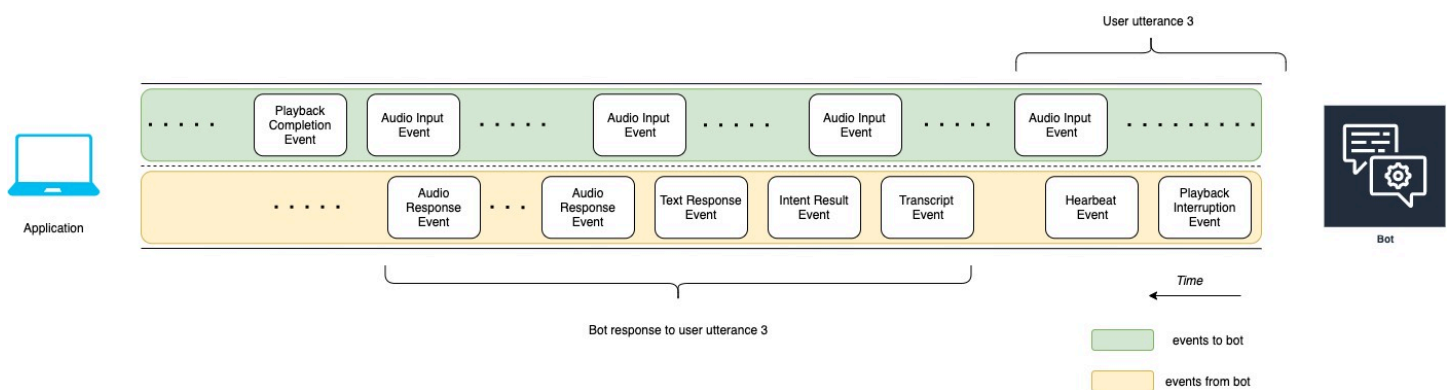 User utterance 3
Playback
Completion
Event
Audio Input
Event
Audio Input
Event
Audio Input
Event
Audio Input
Event
Application
Audio
Response
Event
Audio
Response
Event
Text Response
Event
Intent Result
Event
Transcript
Event
Hearbeat
Event
Playback
Interruption
Event
Bot
Time
Bot response to user utterance 3
events to bot
events from bot